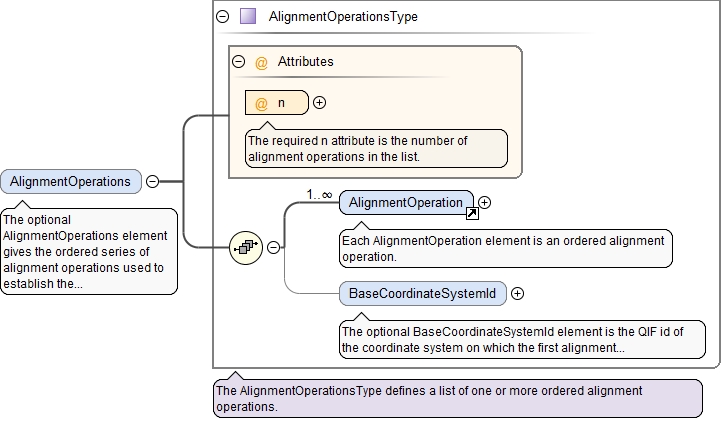 AlignmentOperationsType
@ Attributes
@ n
The required n attribute is the number of
alignment operations in the list.
AlignmentOperations
The optional
AlignmentOperations element
gives the ordered series of
alignment operations used to
establish the...
1..∞
AlignmentOperation
Each AlignmentOperation element is an ordered alignment
operation.
BaseCoordinateSystemId
The optional BaseCoordinateSystemId element is the QIF id of
the coordinate system on which the first alignment...
The AlignmentOperationsType defines a list of one or more ordered alignment
operations.